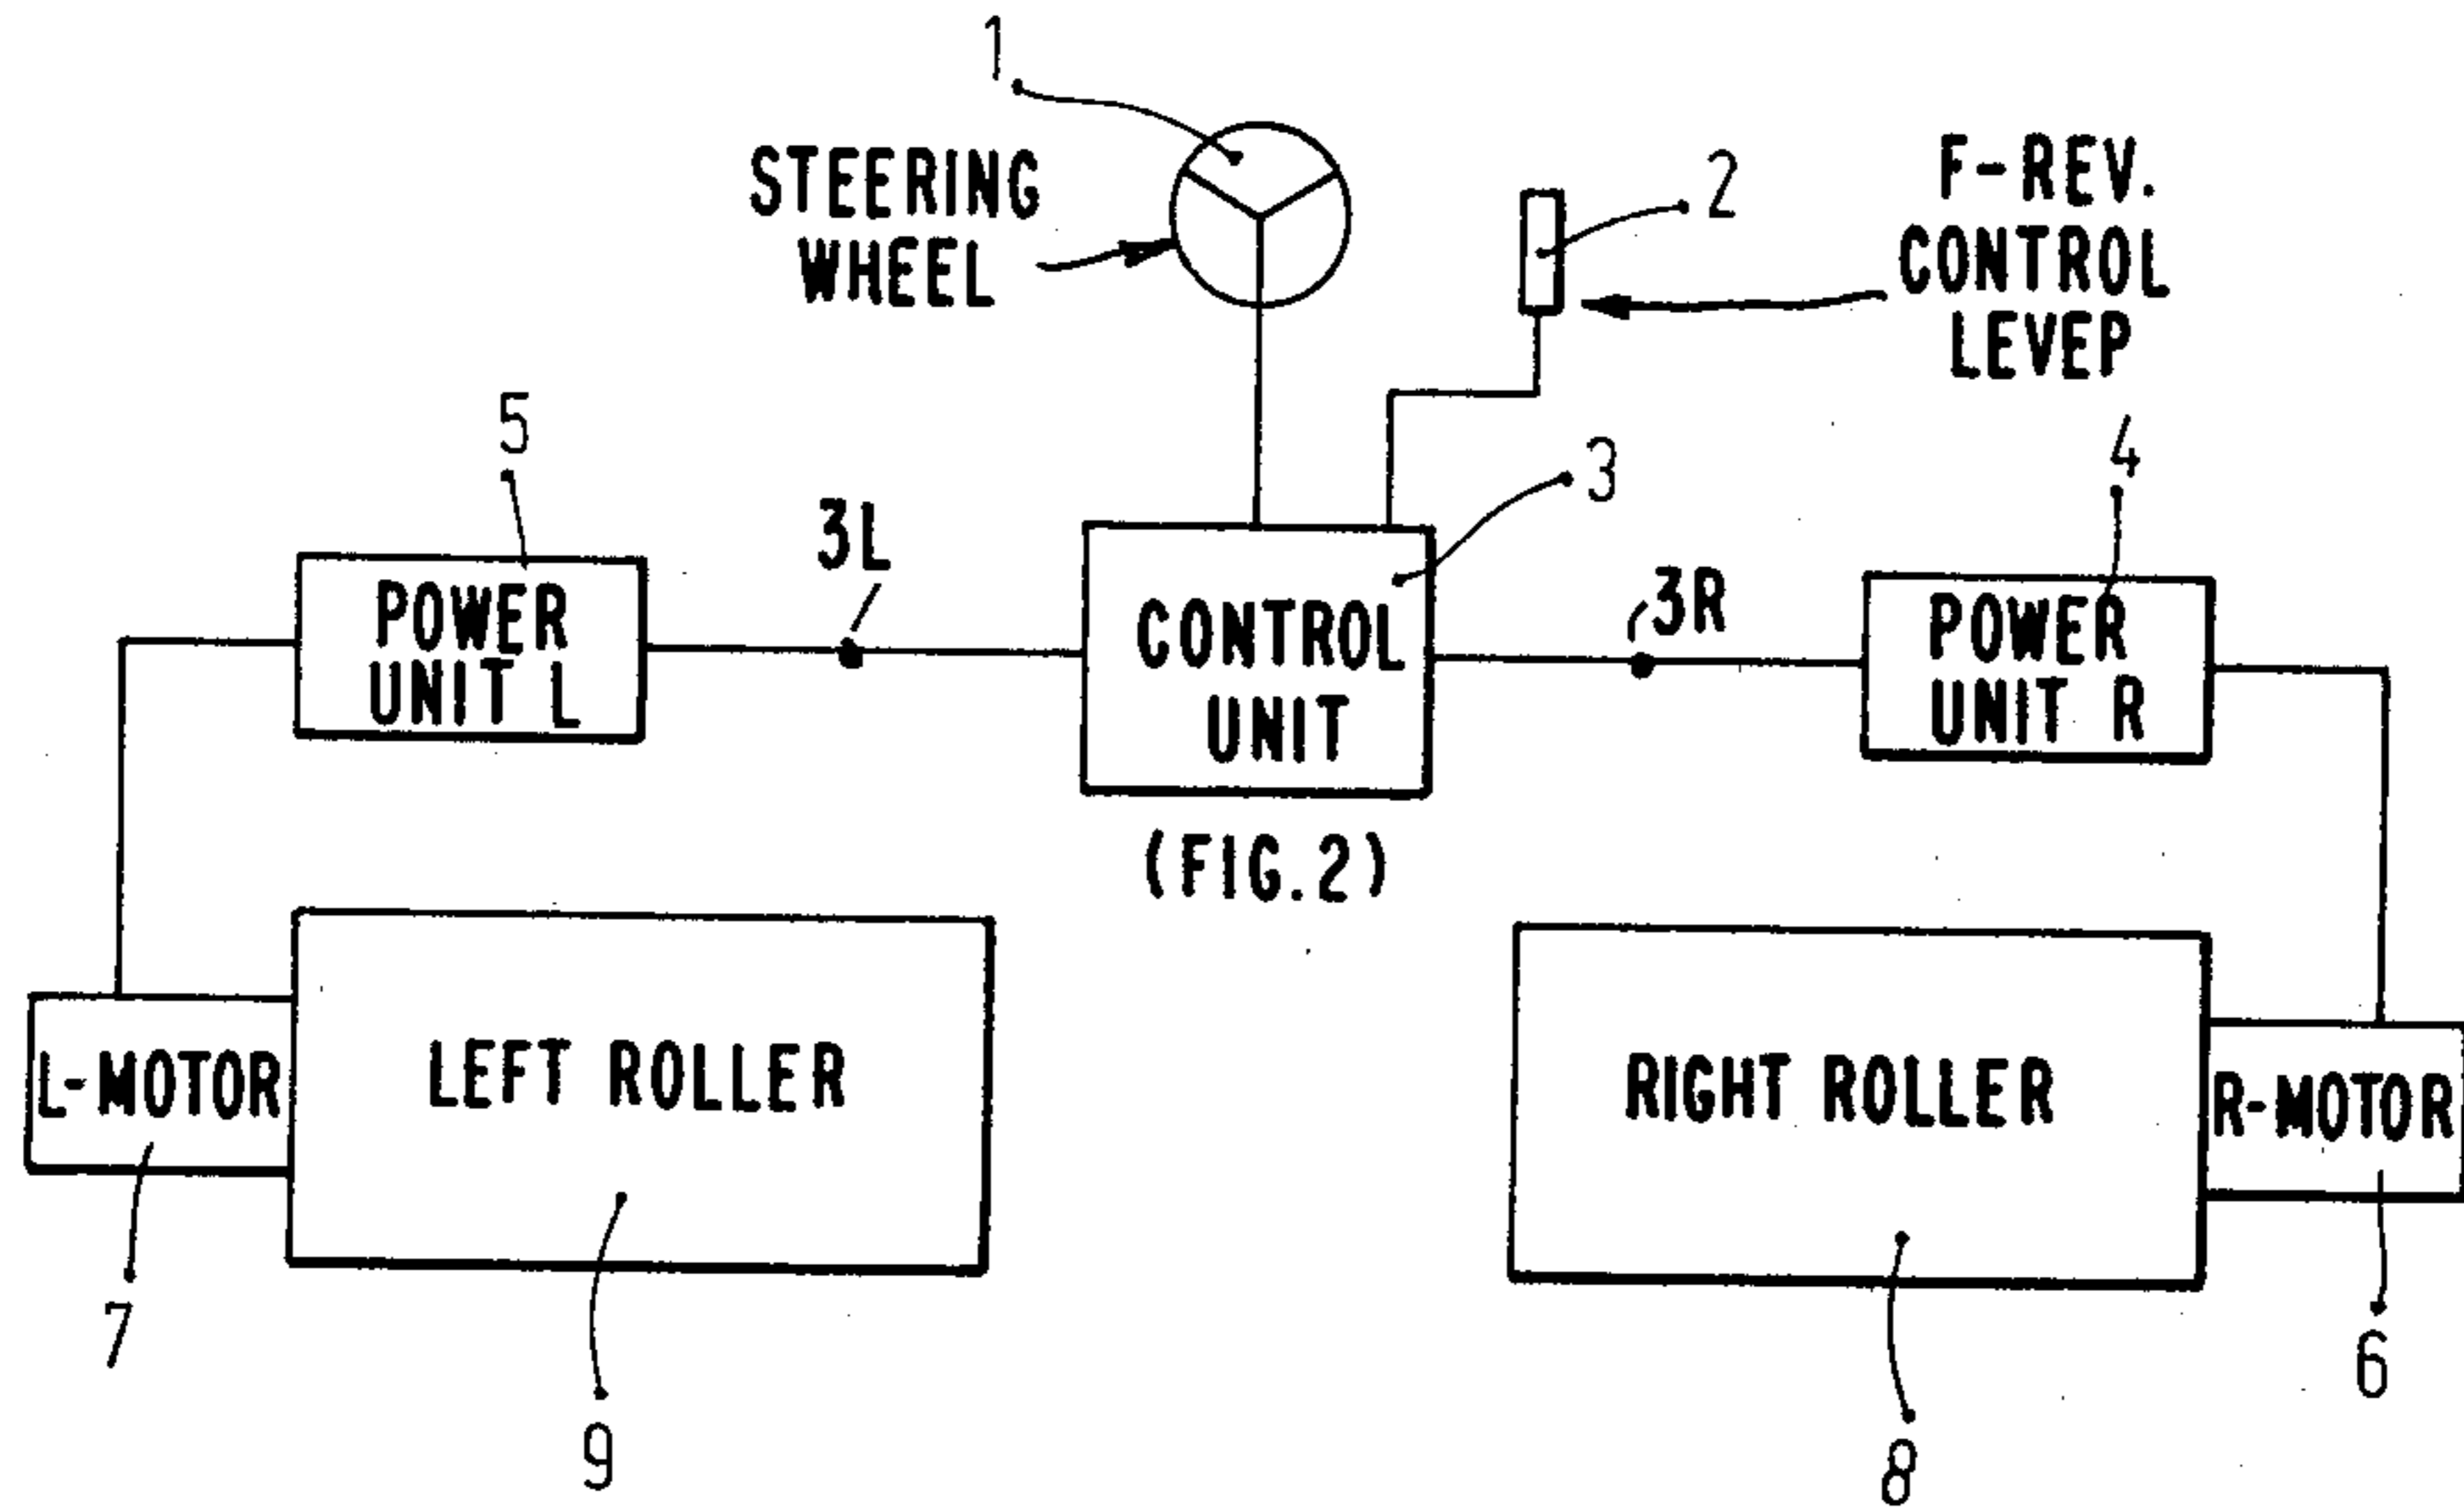 1
STEERING
WHEEL
2
F-REV.
CONTROL
LEVEP
5
3L
3
4
3R
POWER
UNIT L
CONTROL
UNIT
POWER
UNIT R
(FIG.2)
L-MOTOR
LEFT ROLLER
RIGHT ROLLER
R-MOTOR
7
9
8
6